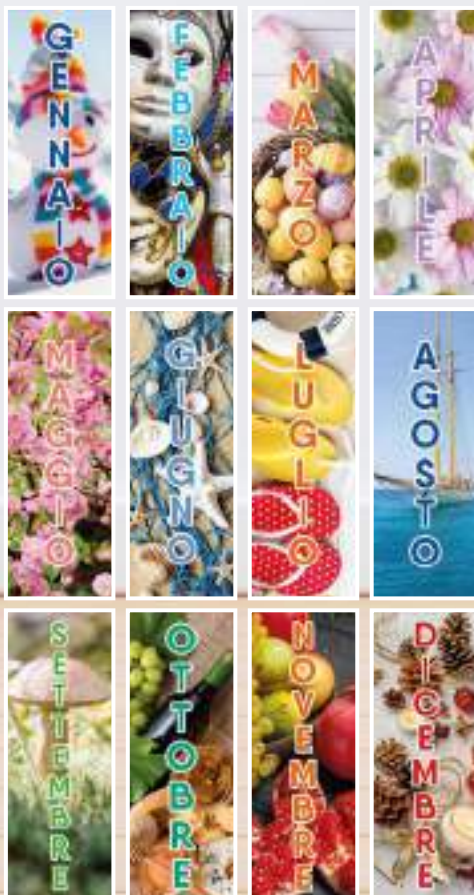 GENNAIO
FEBBRAIO
MARZO
APRILE
MAGGIO
GIUGNO
LUGLIO
AGOSTO
SETTEMBRE
OTTOBRE
NOVEMBRE
DICEMBRE